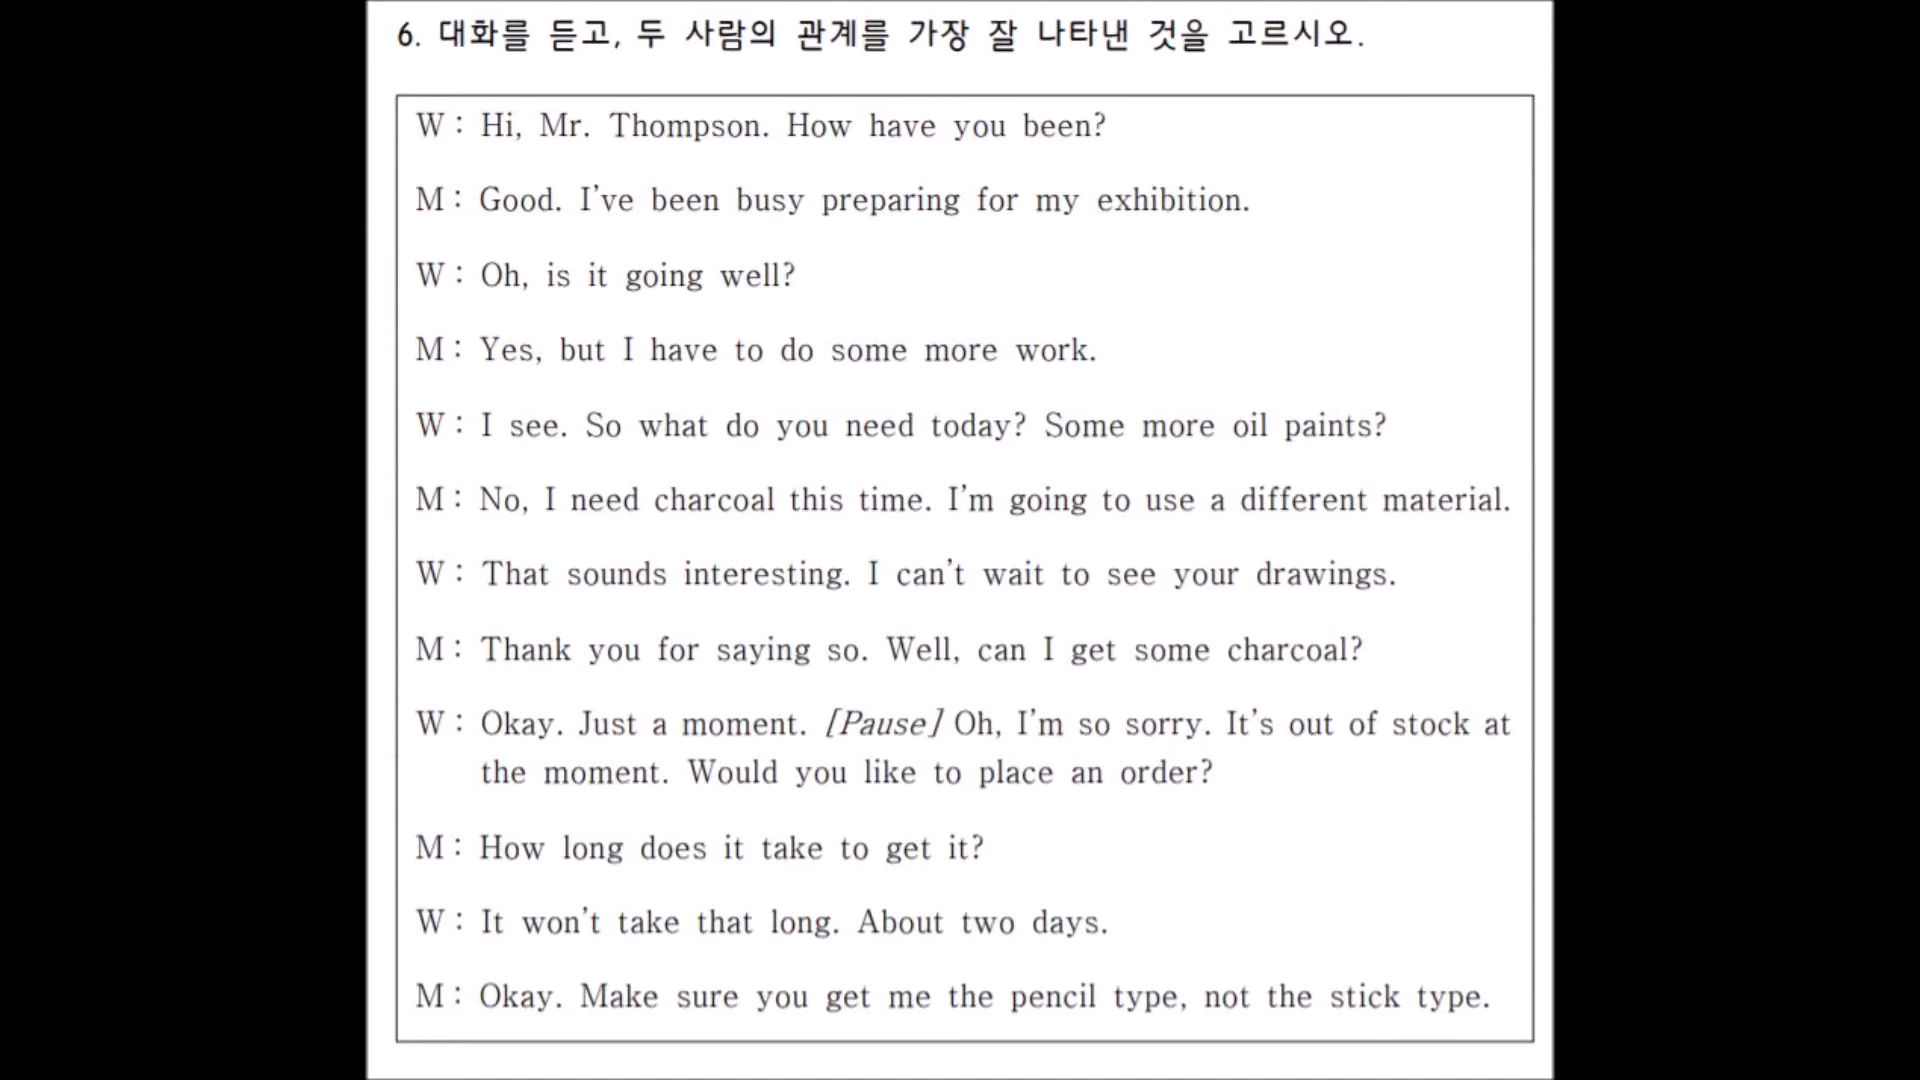 6. 대화를 듣고, 두 사람의 관계를 가장 잘 나타낸 것을 고르시오.
W : Hi, Mr. Thompson. How have you been?
M : Good. I've been busy preparing for my exhibition.
W : Oh, is it going well?
M : Yes, but I have to do some more work.
W : I see. So what do you need today? Some more oil paints?
M : No, I need charcoal this time. I'm going to use a different material.
W : That sounds interesting. I can't wait to see your drawings.
M : Thank you for saying so. Well, can I get some charcoal?
W : Okay. Just a moment. [Pause] Oh, I'm so sorry. It's out of stock at
the moment. Would you like to place an order?
M : How long does it take to get it?
W : It won't take that long. About two days.
M : Okay. Make sure you get me the pencil type, not the stick type.